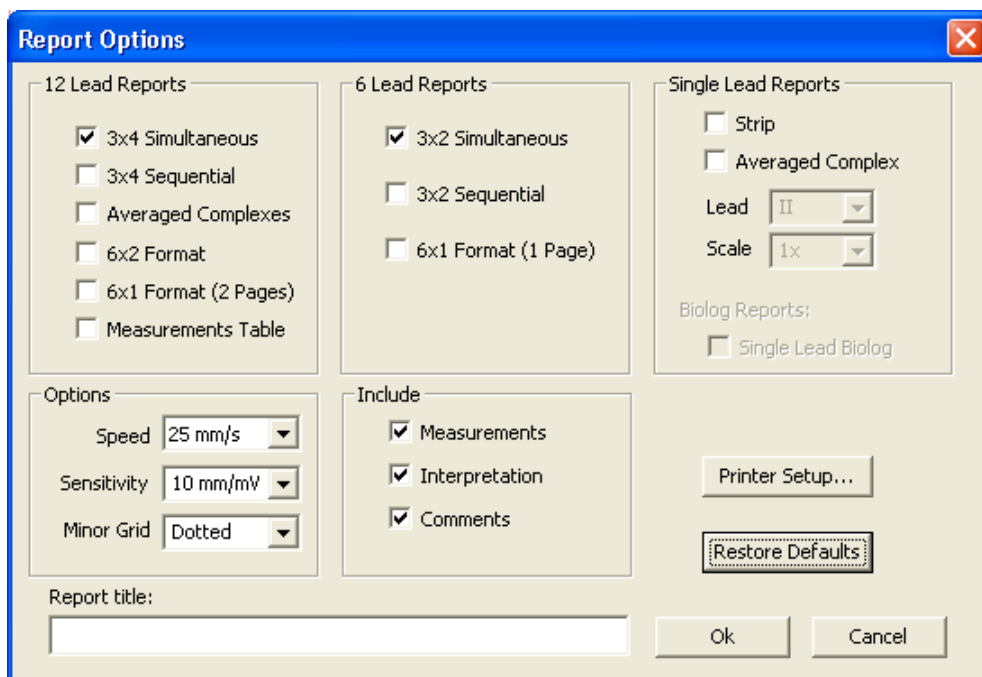 Report Options
12 Lead Reports
3x4 Simultaneous
3x4 Sequential
Averaged Complexes
6x2 Format
6x1 Format (2 Pages)
Measurements Table
6 Lead Reports
3x2 Simultaneous
3x2 Sequential
6x1 Format (1 Page)
Single Lead Reports
Strip
Averaged Complex
Lead II
Scale 1x
Biolog Reports:
Single Lead Biolog
Options
Speed 25 mm/s
Sensitivity 10 mm/mV
Minor Grid Dotted
Include
Measurements
Interpretation
Comments
Printer Setup...
Restore Defaults
Report title:
Ok
Cancel